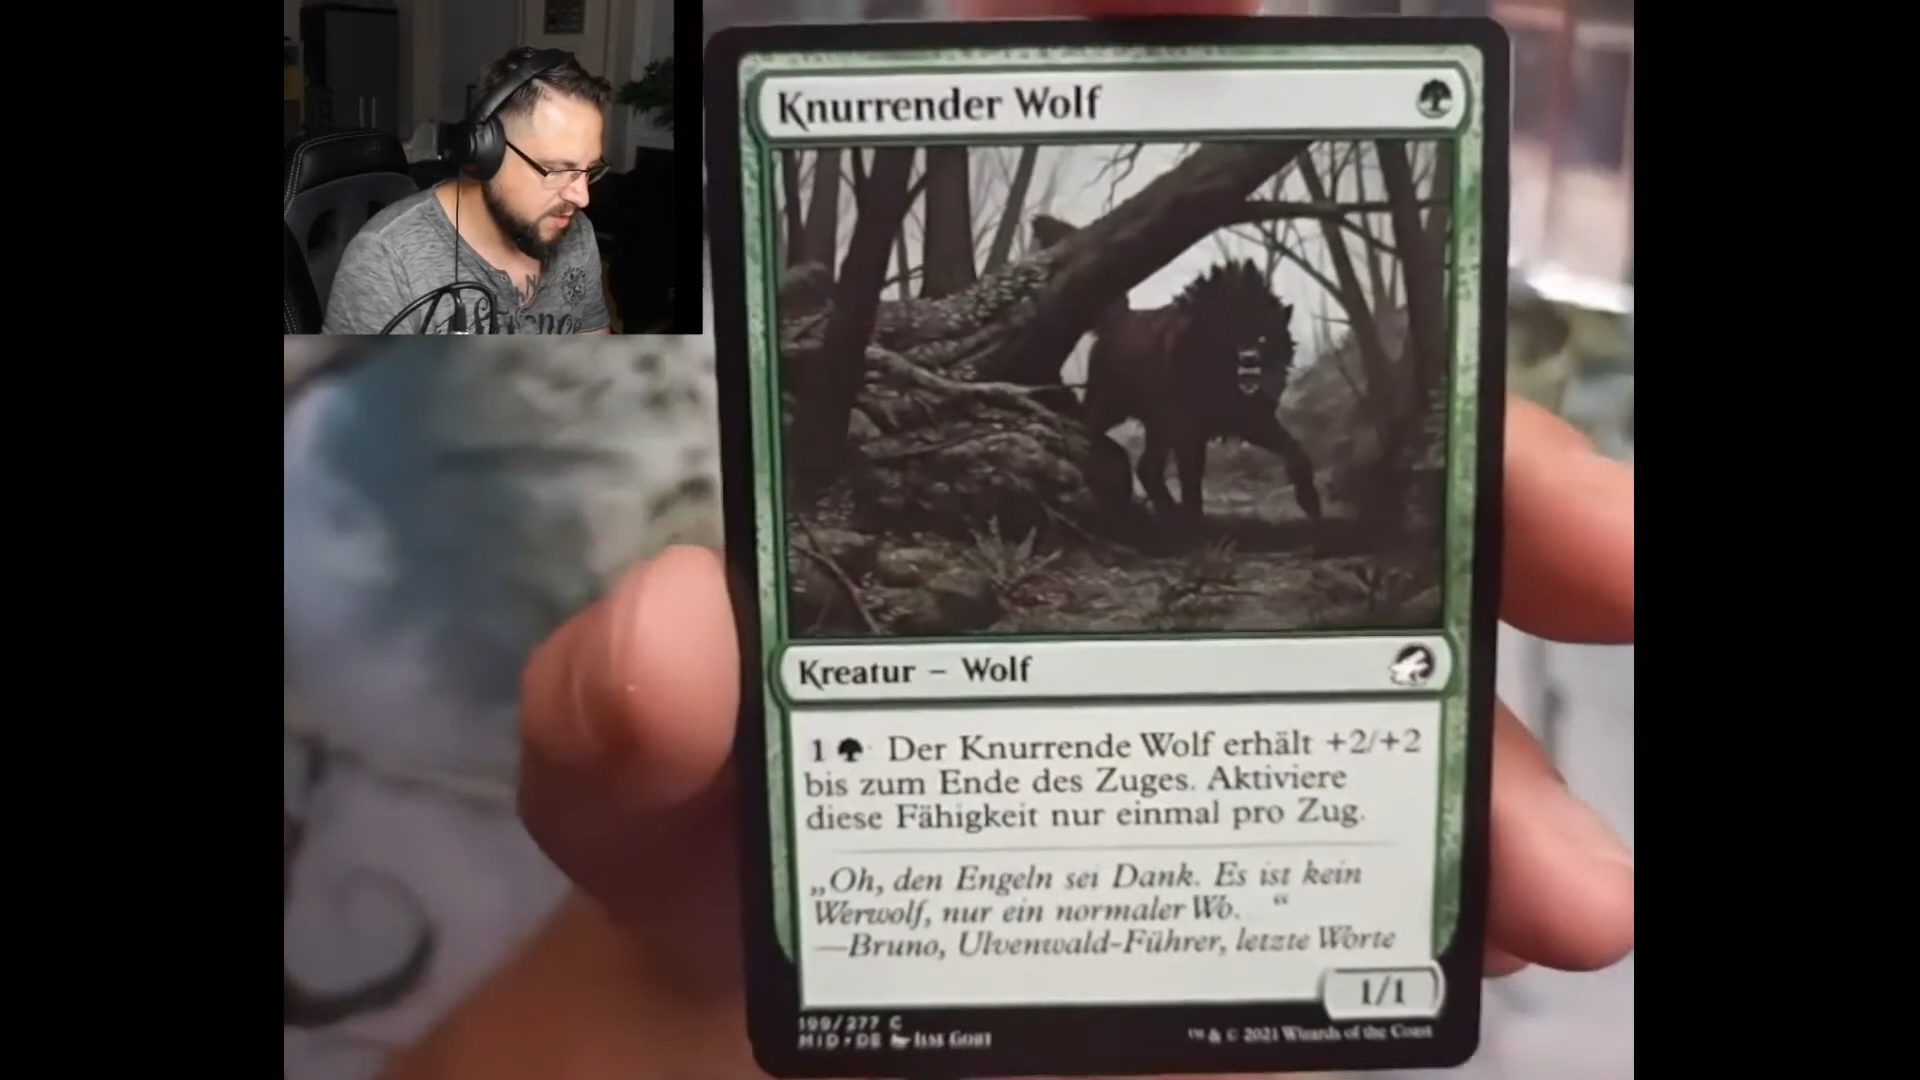 Knurrender Wolf
Kreatur – Wolf
1 Der Knurrende Wolf erhält +2/+2
bis zum Ende des Zuges. Aktiviere
diese Fähigkeit nur einmal pro Zug.
„Oh, den Engeln sei Dank. Es ist kein
Werwolf, nur ein normaler Wo. “
—Bruno, Ulvenwald-Führer, letzte Worte
1/1
199/277 C
MID • DE Ilse Gort
™ & © 2021 Wizards of the Coast